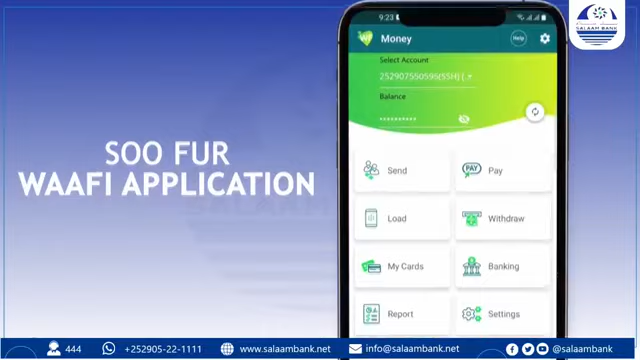 SOO FUR
WAAFI APPLICATION
9:23
Money
Help
Select Account
Balance
**********
Send
Pay
Load
Withdraw
My Cards
Banking
Report
Settings
SALAAM BANK
444
+252905-22-1111
www.salaambank.net
info@salaambank.net
@salaambank